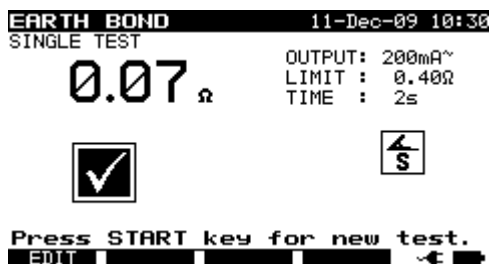 EARTH BOND 11-Dec-09 10:30
SINGLE TEST
0.07 Ω
OUTPUT: 200mA~
LIMIT : 0.40Ω
TIME : 2s
S
Press START key for new test.
EDIT